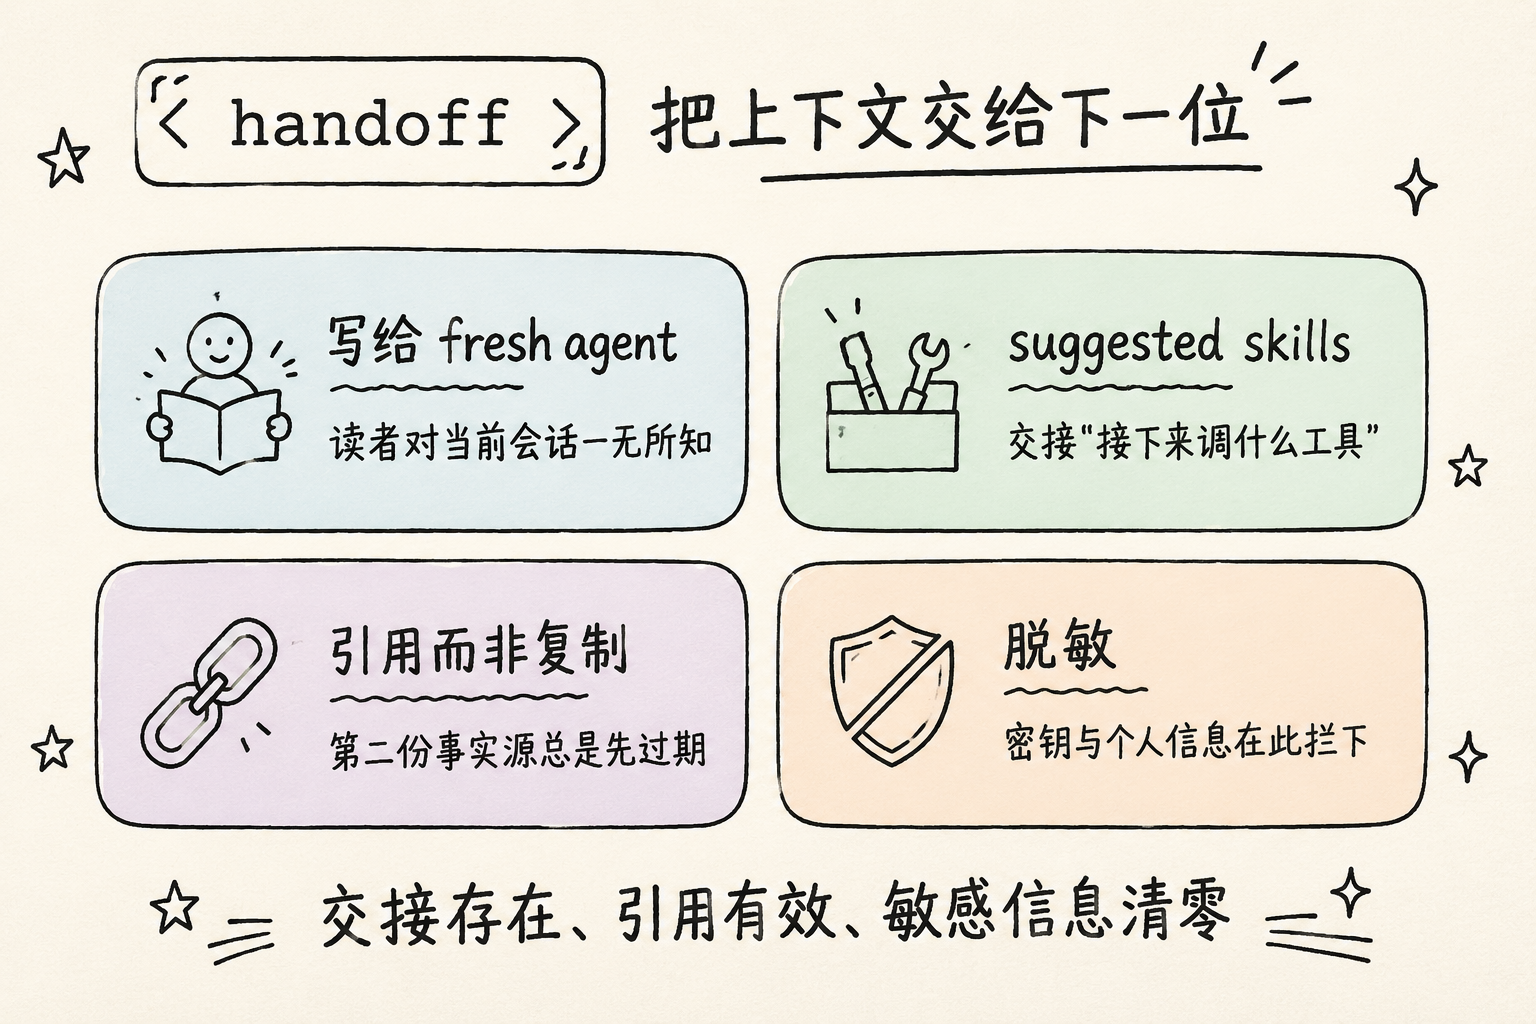 < handoff >
把上下文交给下一位
写给 fresh agent
读者对当前会话一无所知
suggested skills
交接“接下来调什么工具”
引用而非复制
第二份事实源总是先过期
脱敏
密钥与个人信息在此拦下
交接存在、引用有效、敏感信息清零